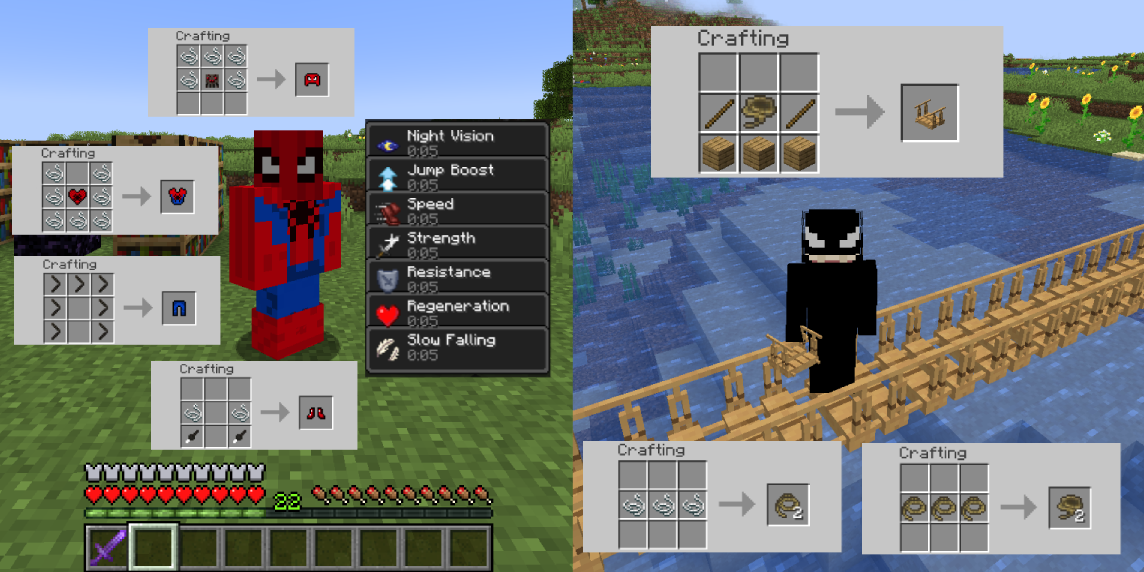 Crafting
Crafting
Crafting
Crafting
Night Vision
0:05
Jump Boost
0:05
Speed
0:05
Strength
0:05
Resistance
0:05
Regeneration
0:05
Slow Falling
0:05
22
Crafting
Crafting
2
Crafting
2